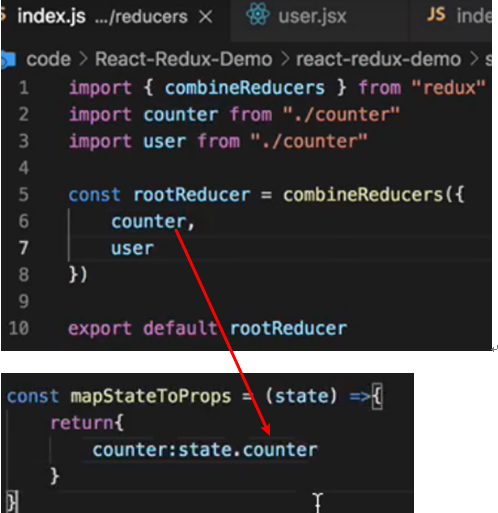 index.js .../reducers × user.jsx JS inde
code > React-Redux-Demo > react-redux-demo > s
1 import { combineReducers } from "redux"
2 import counter from "./counter"
3 import user from "./counter"
4
5 const rootReducer = combineReducers({
6 counter,
7 user
8 })
9
10 export default rootReducer
const mapStateToProps = (state) =>{
return{
counter:state.counter
}
}